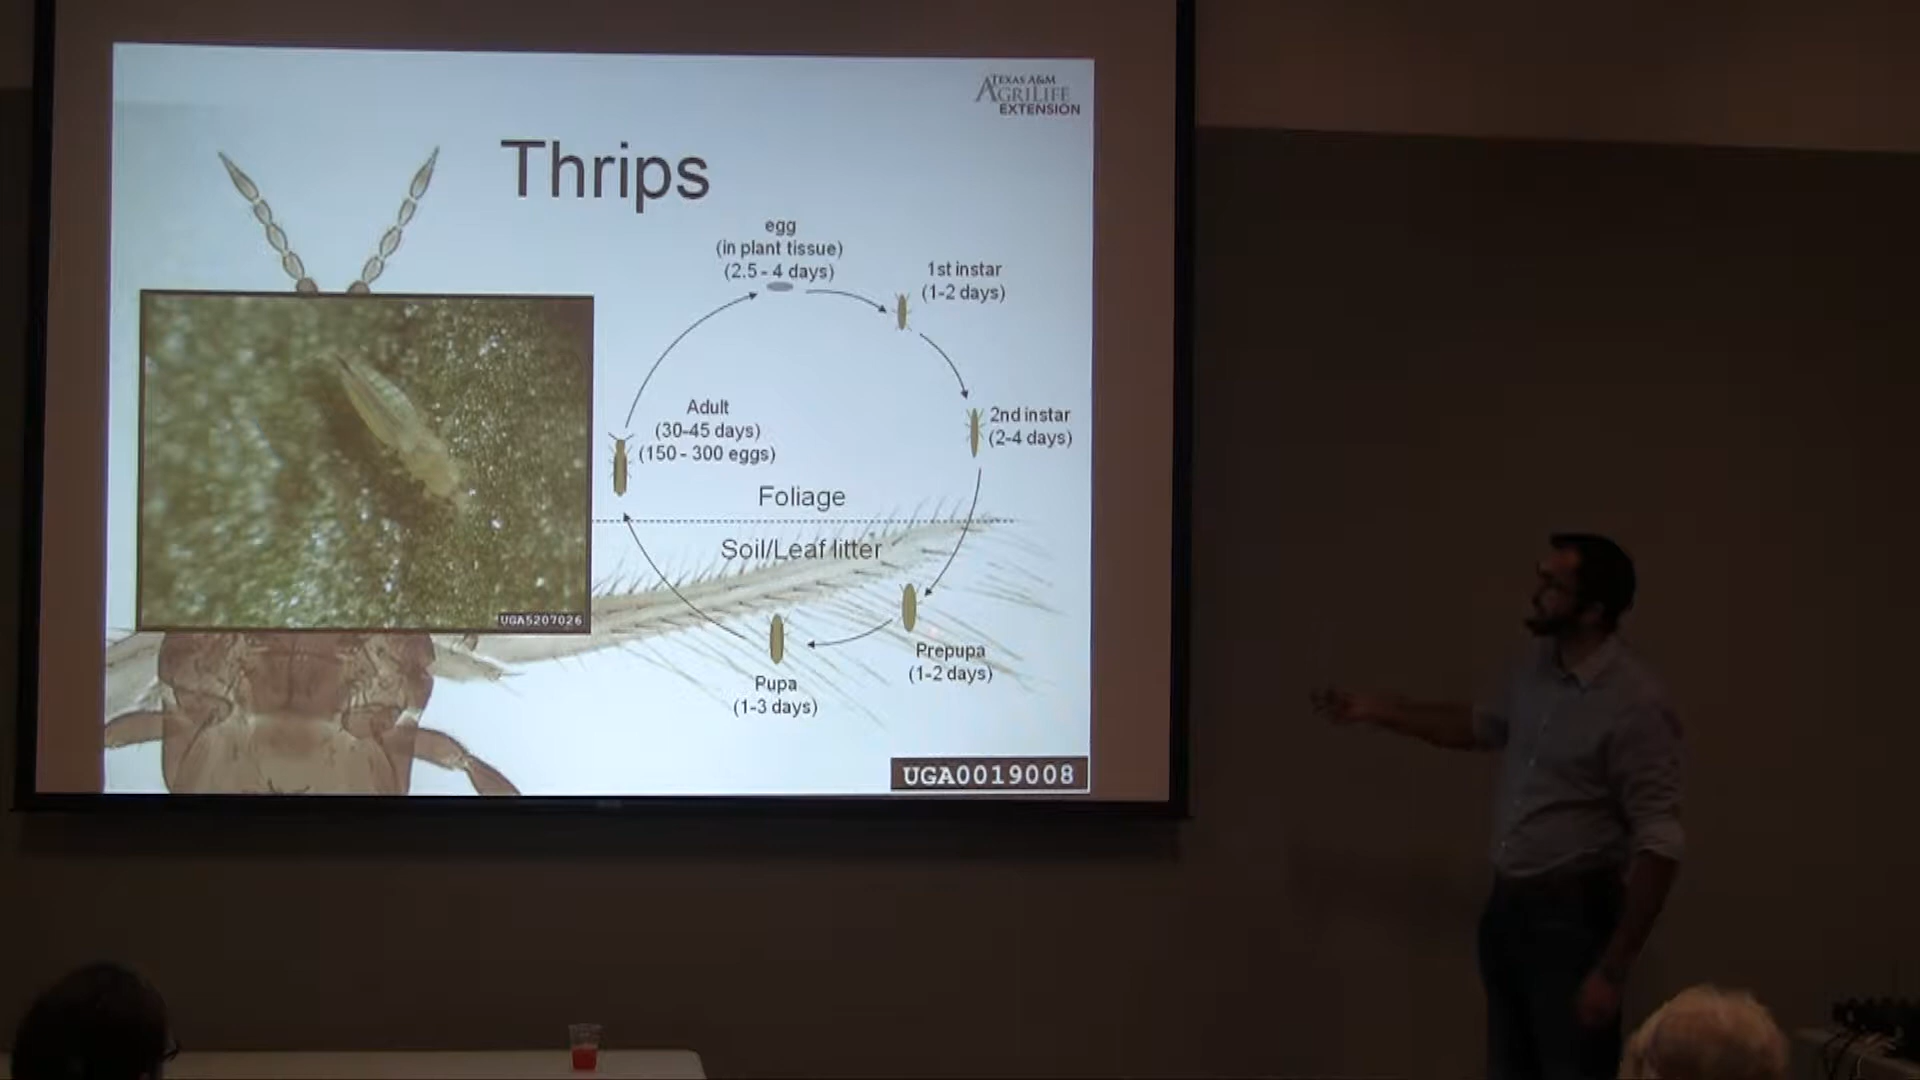 TEXAS A&M
AGRILIFE
EXTENSION
Thrips
egg
(in plant tissue)
(2.5 - 4 days)
1st instar
(1-2 days)
2nd instar
(2-4 days)
Adult
(30-45 days)
(150 - 300 eggs)
Foliage
Soil/Leaf litter
Prepupa
(1-2 days)
Pupa
(1-3 days)
UGA5207026
UGA0019008